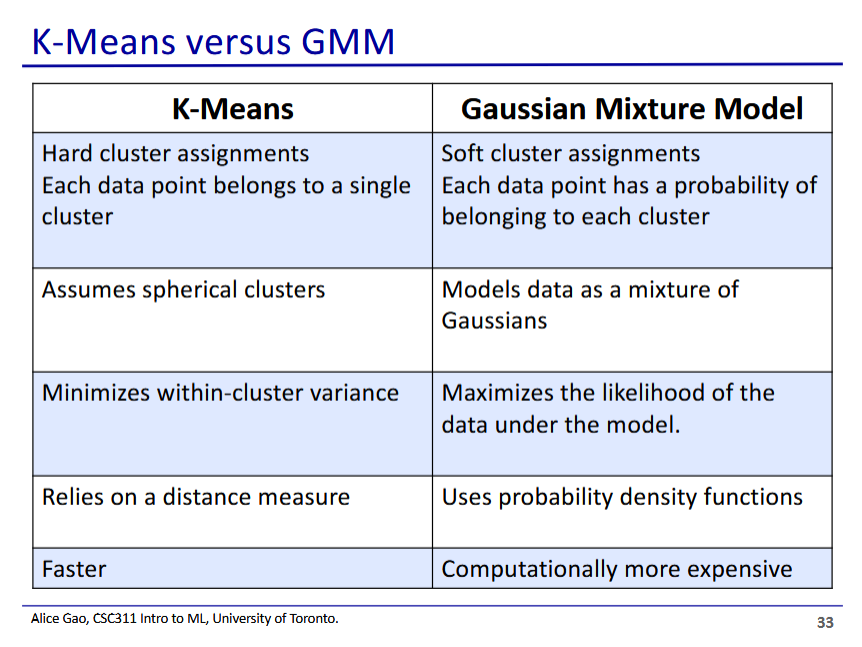 K-Means versus GMM
K-Means
Gaussian Mixture Model
Hard cluster assignments
Each data point belongs to a single
cluster
Soft cluster assignments
Each data point has a probability of
belonging to each cluster
Assumes spherical clusters
Models data as a mixture of
Gaussians
Minimizes within-cluster variance
Maximizes the likelihood of the
data under the model.
Relies on a distance measure
Uses probability density functions
Faster
Computationally more expensive
Alice Gao, CSC311 Intro to ML, University of Toronto.
33